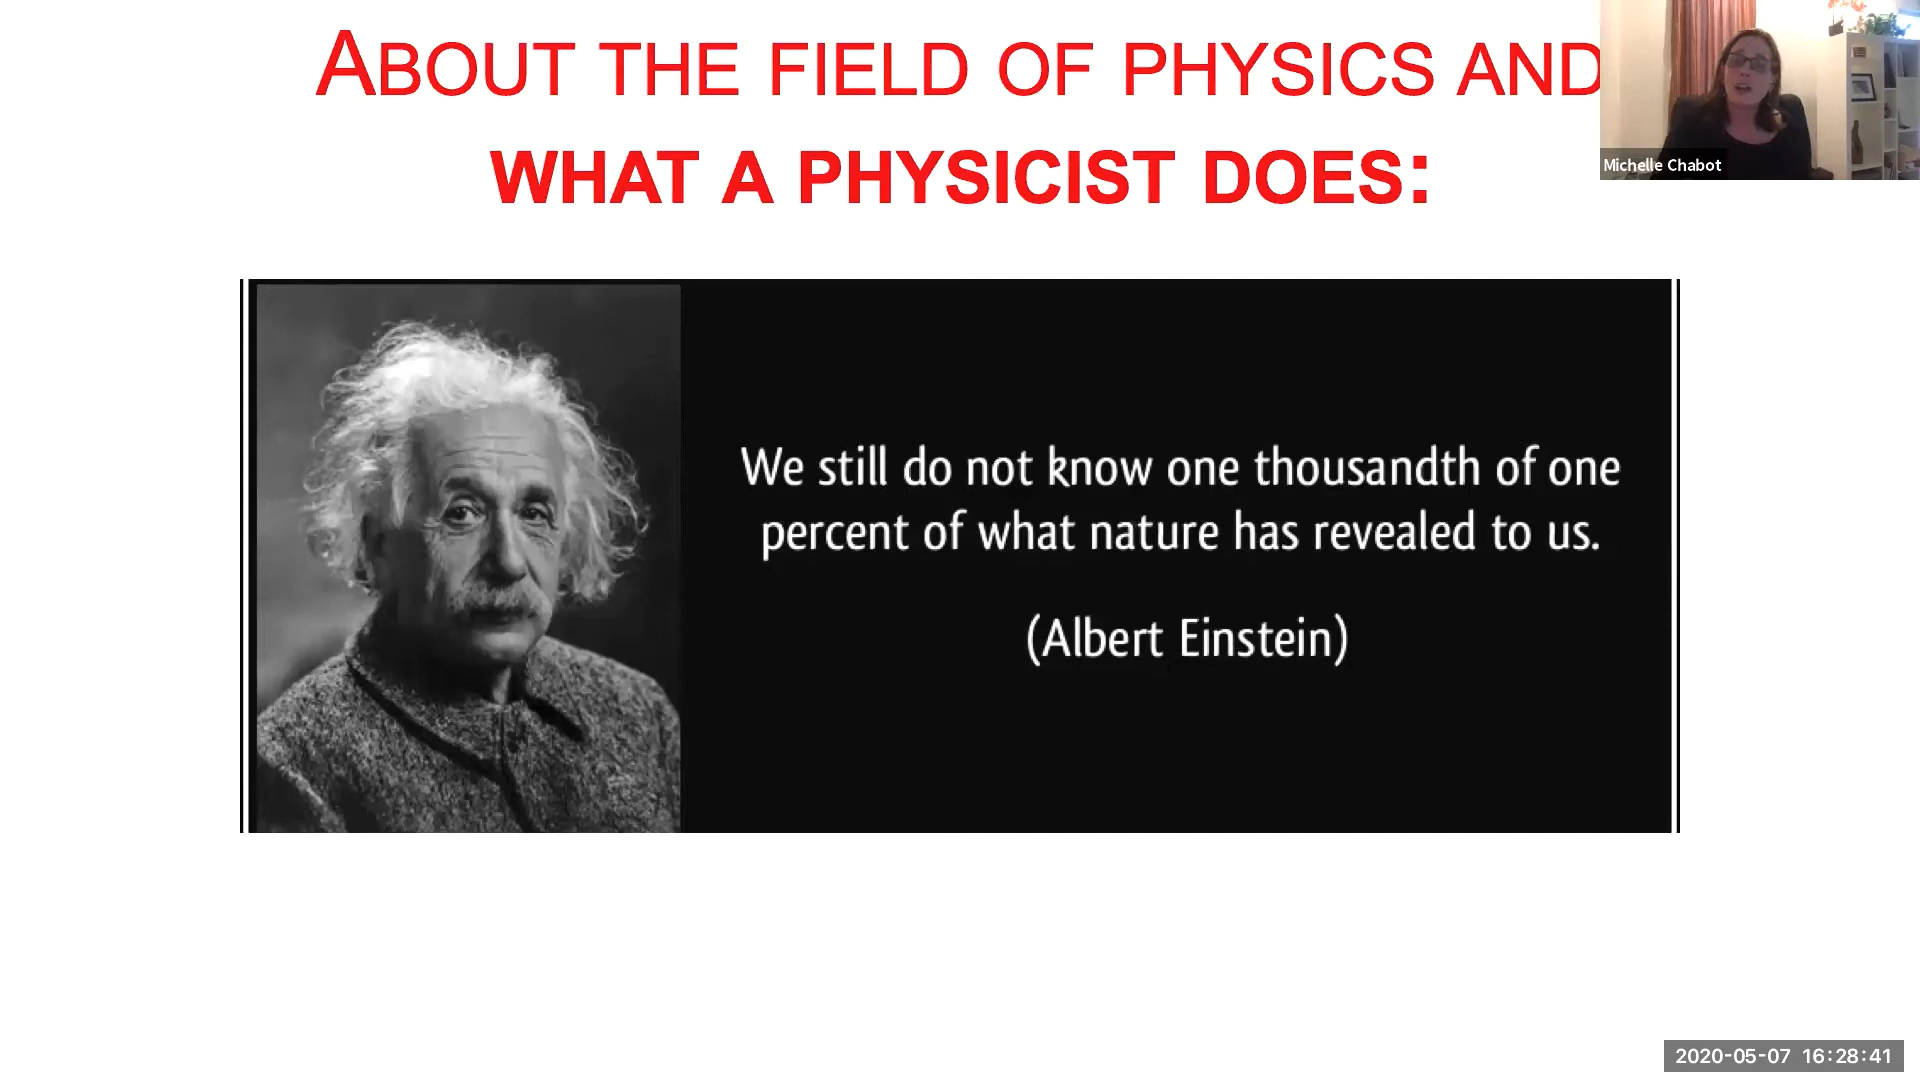 ABOUT THE FIELD OF PHYSICS AND
WHAT A PHYSICIST DOES:
Michelle Chabot
We still do not know one thousandth of one
percent of what nature has revealed to us.
(Albert Einstein)
2020-05-07 16:28:41